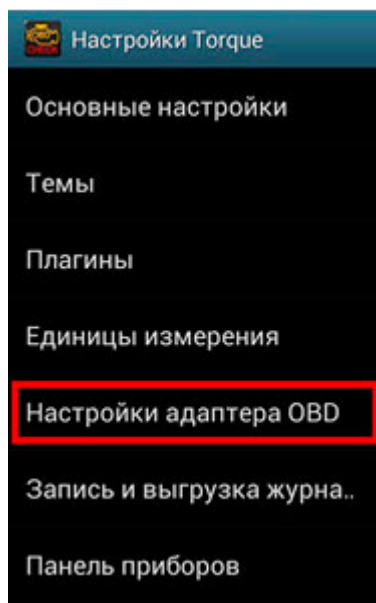 Настройки Torque
Основные настройки
Темы
Плагины
Единицы измерения
Настройки адаптера OBD
Запись и выгрузка журна..
Панель приборов